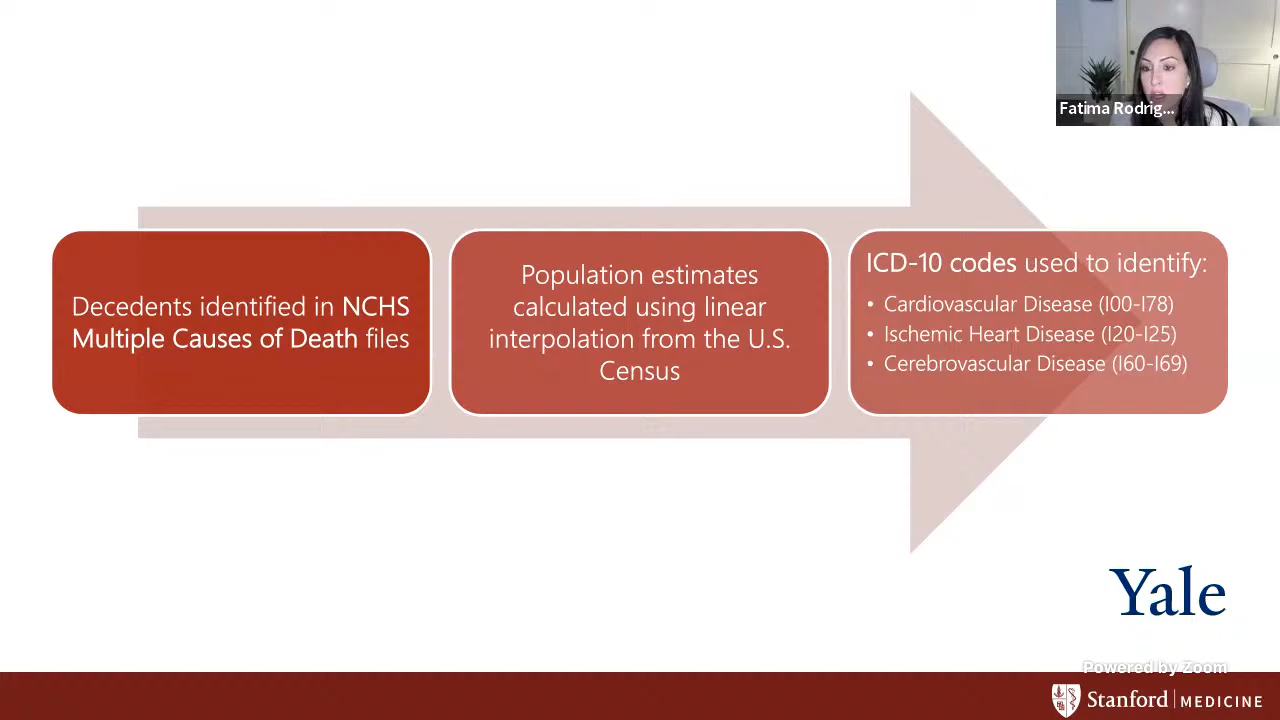 Fatima Rodrig...
Decedents identified in NCHS
Multiple Causes of Death files
Population estimates
calculated using linear
interpolation from the U.S.
Census
ICD-10 codes used to identify:
• Cardiovascular Disease (I00-I78)
• Ischemic Heart Disease (I20-I25)
• Cerebrovascular Disease (I60-I69)
Yale
Powered by Zoom
Stanford MEDICINE